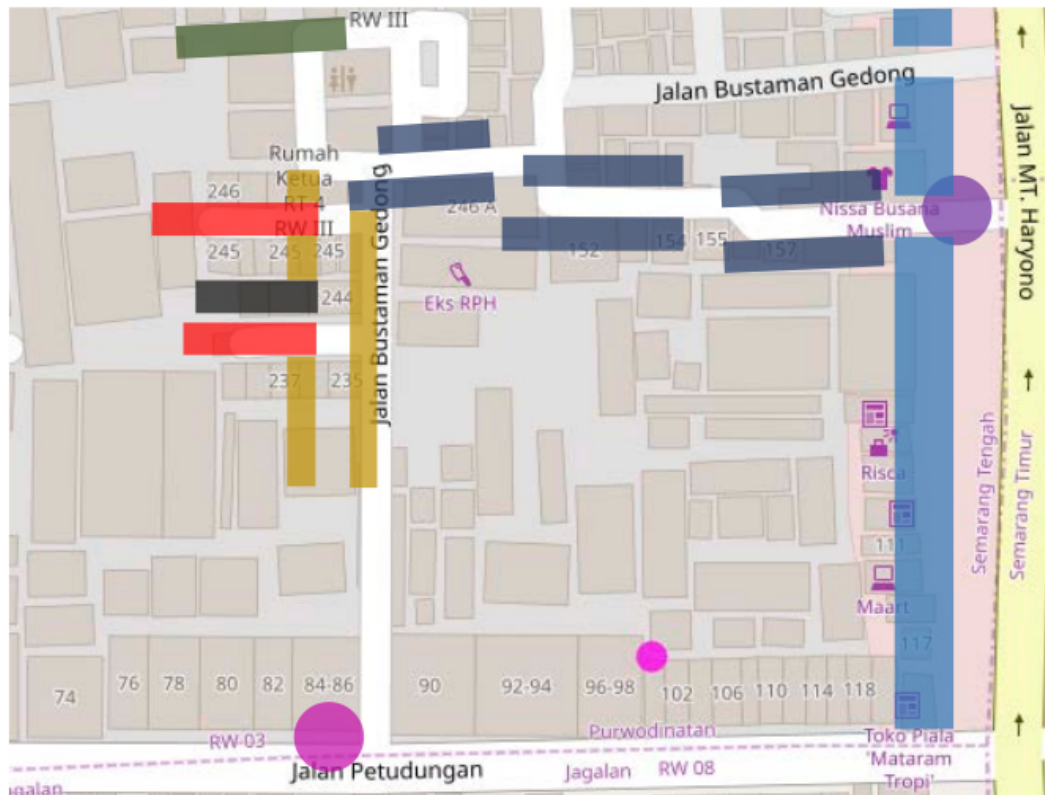 RW III
Jalan Bustaman Gedong
Jalan MT. Haryono
Rumah
Ketua
RT 4
RW III
246
246 A
Nissa Busana
Muslim
245
245
245
152
154
155
157
244
Eks RPH
Jalan Bustaman Gedong
237
235
Risca
Semarang Tengah
Semarang Timur
111
Maart
117
74
76
78
80
82
84-86
90
92-94
96-98
102
106
110
114
118
RW 03
Purwodinatan
Toko Piala
'Mataram
Tropi'
Jalan Petudungan
Jagalan
RW 08